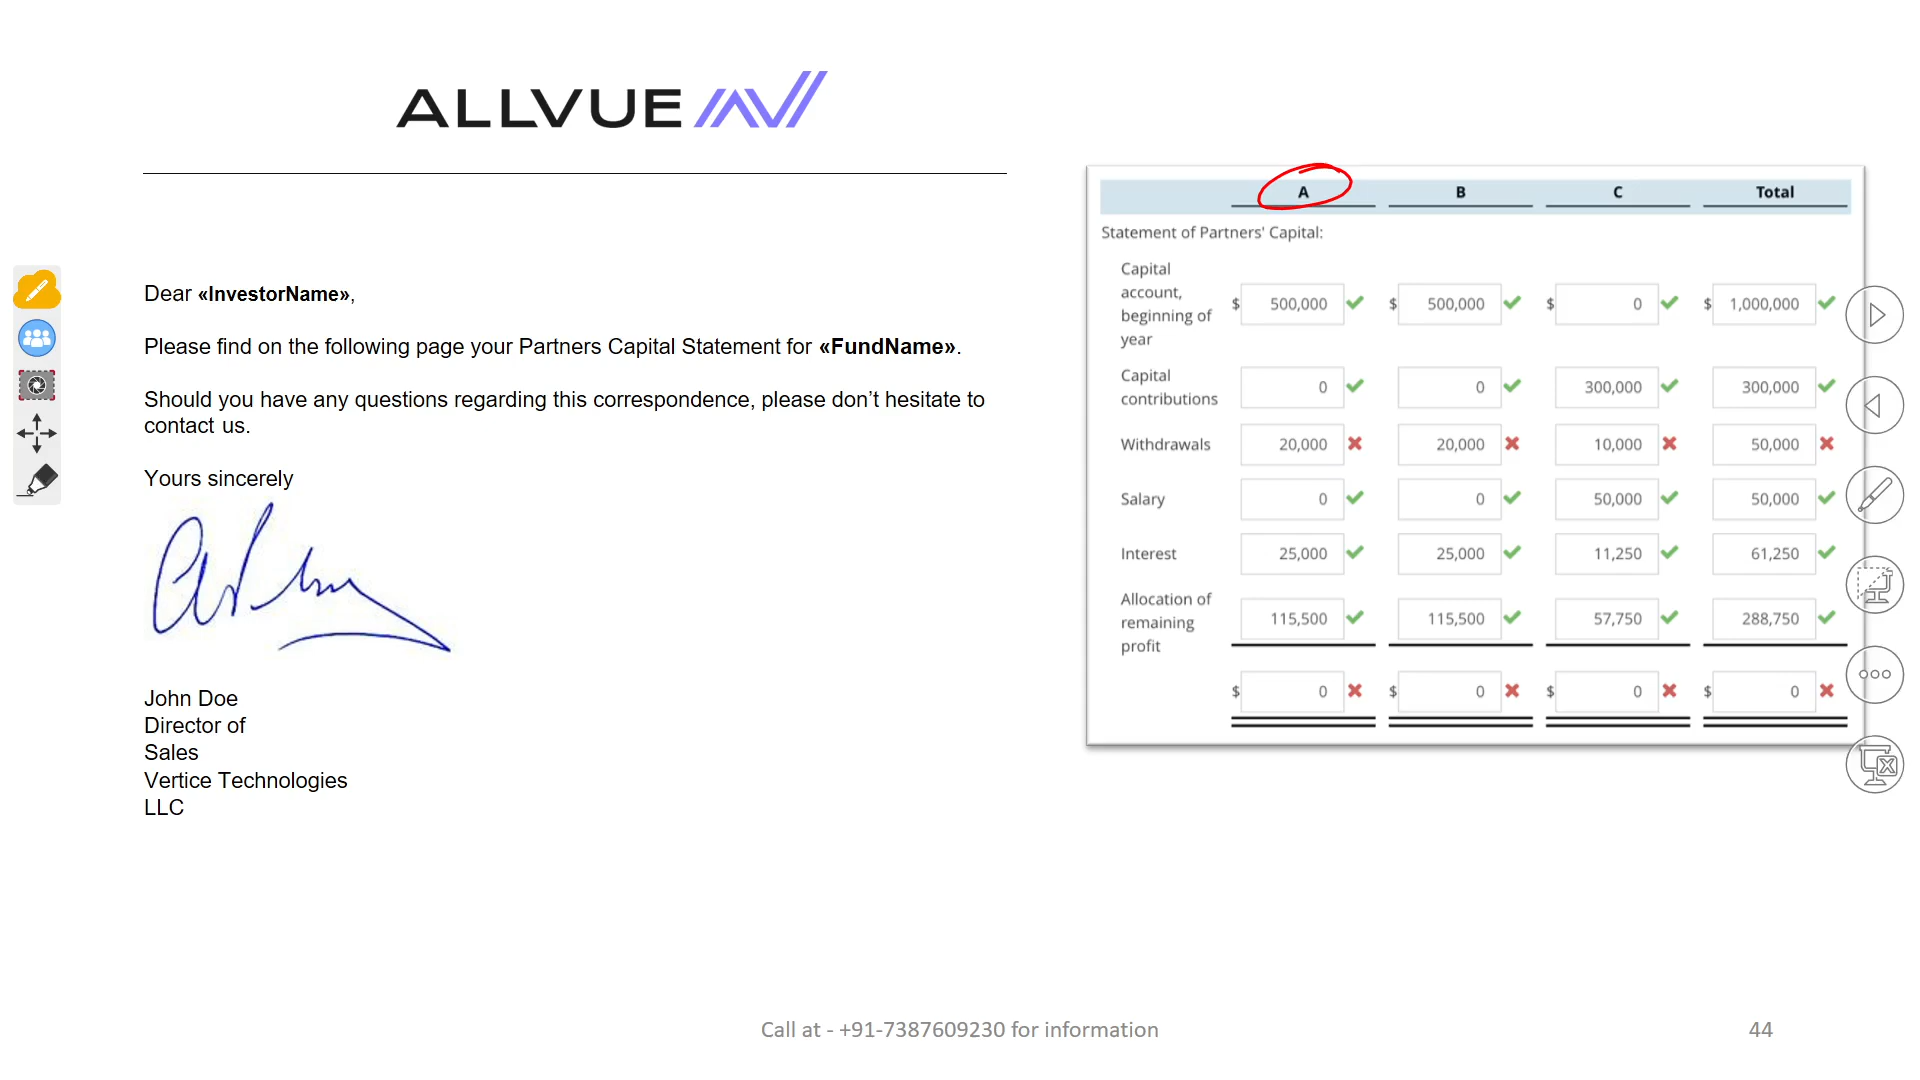 ALLVUE
Dear «InvestorName»,
Please find on the following page your Partners Capital Statement for «FundName».
Should you have any questions regarding this correspondence, please don’t hesitate to
contact us.
Yours sincerely
John Doe
Director of
Sales
Vertice Technologies
LLC
A B C Total
Statement of Partners' Capital:
Capital
account,
beginning of
year
$ 500,000 $ 500,000 $ 0 $ 1,000,000
Capital
contributions
0 0 300,000 300,000
Withdrawals 20,000 20,000 10,000 50,000
Salary 0 0 50,000 50,000
Interest 25,000 25,000 11,250 61,250
Allocation of
remaining
profit
115,500 115,500 57,750 288,750
$ 0 $ 0 $ 0 $ 0
Call at - +91-7387609230 for information
44